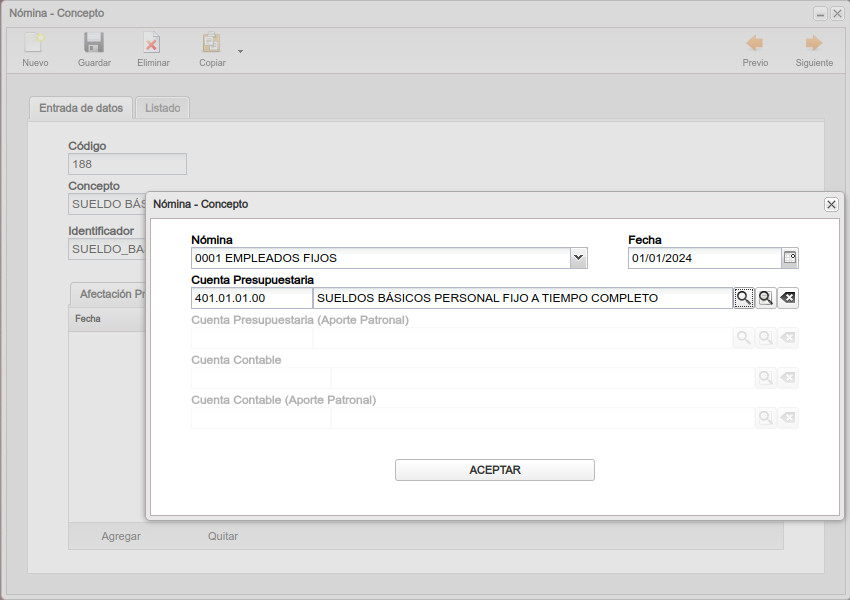 Nómina - Concepto
Nuevo Guardar Eliminar Copiar Previo Siguiente
Entrada de datos Listado
Código
188
Concepto
SUELDO BÁS
Nómina - Concepto
Identificador
SUELDO_BA
Nómina Fecha
0001 EMPLEADOS FIJOS 01/01/2024
Cuenta Presupuestaria
401.01.01.00 SUELDOS BÁSICOS PERSONAL FIJO A TIEMPO COMPLETO
Afectación Pr
Fecha
Cuenta Presupuestaria (Aporte Patronal)
Cuenta Contable
Cuenta Contable (Aporte Patronal)
ACEPTAR
Agregar Quitar